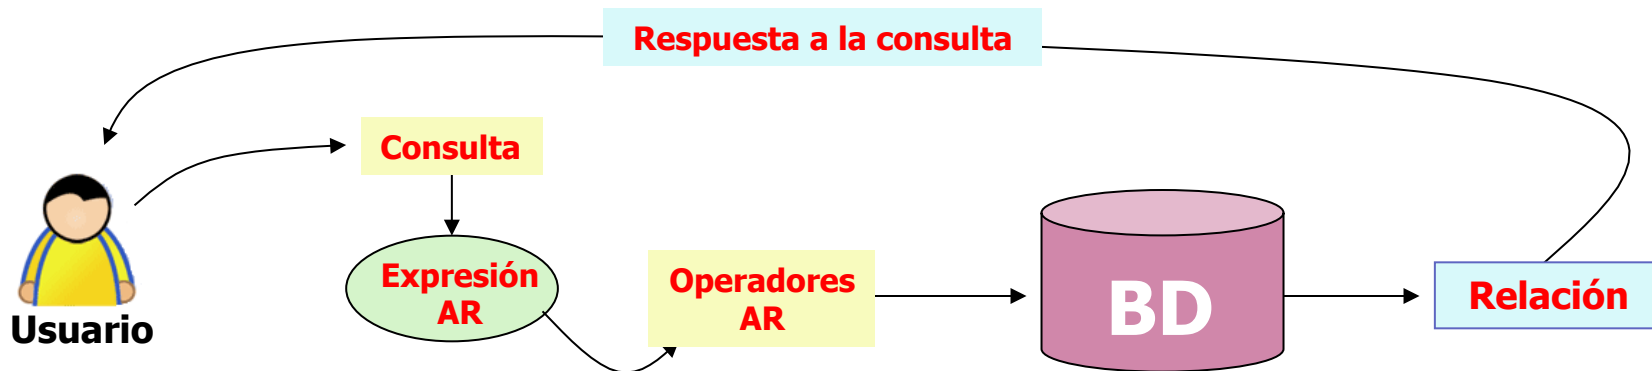 Respuesta a la consulta
Consulta
Expresión
AR
Operadores
AR
BD
Relación
Usuario